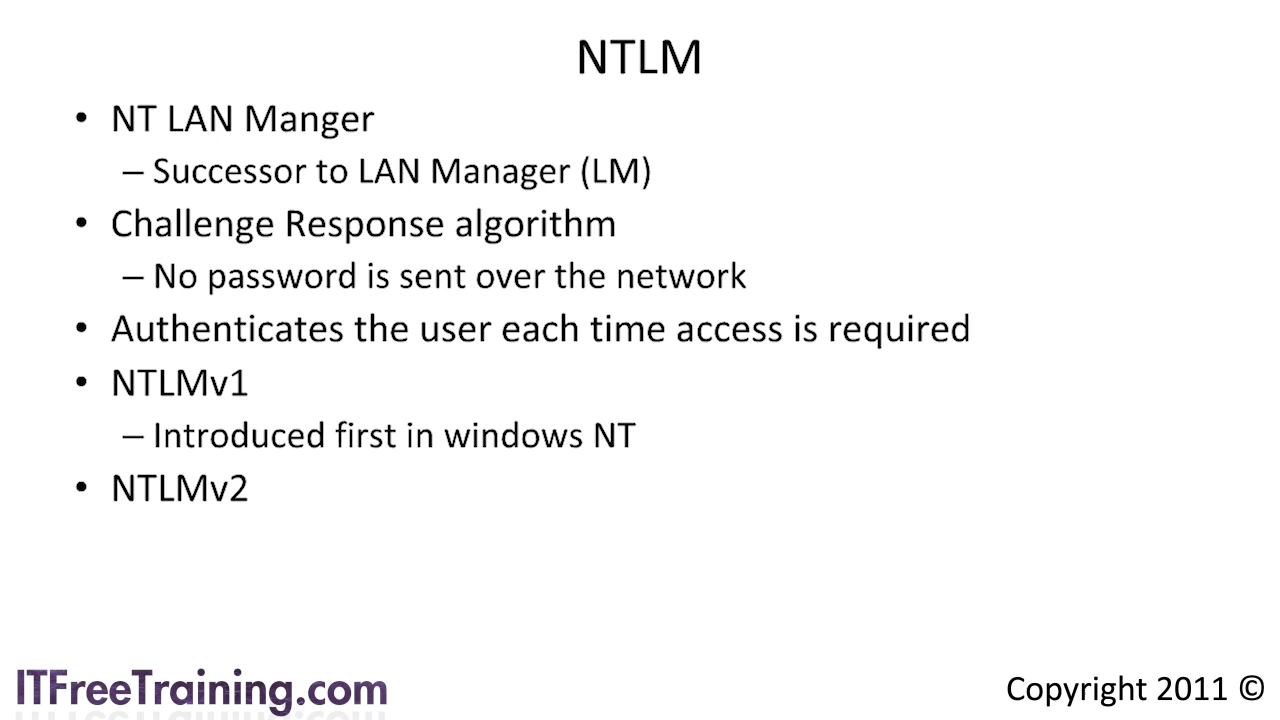 NTLM
• NT LAN Manger
– Successor to LAN Manager (LM)
• Challenge Response algorithm
– No password is sent over the network
• Authenticates the user each time access is required
• NTLMv1
– Introduced first in windows NT
• NTLMv2
ITFreeTraining.com
Copyright 2011 ©